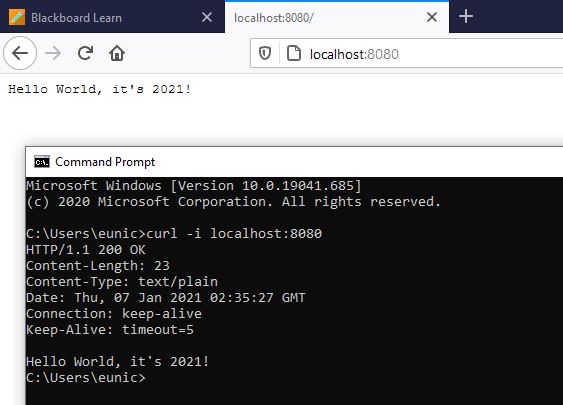 Blackboard Learn
localhost:8080/
localhost:8080
Hello World, it's 2021!
Command Prompt
Microsoft Windows [Version 10.0.19041.685]
(c) 2020 Microsoft Corporation. All rights reserved.
C:\Users\eunic>curl -i localhost:8080
HTTP/1.1 200 OK
Content-Length: 23
Content-Type: text/plain
Date: Thu, 07 Jan 2021 02:35:27 GMT
Connection: keep-alive
Keep-Alive: timeout=5
Hello World, it's 2021!
C:\Users\eunic>